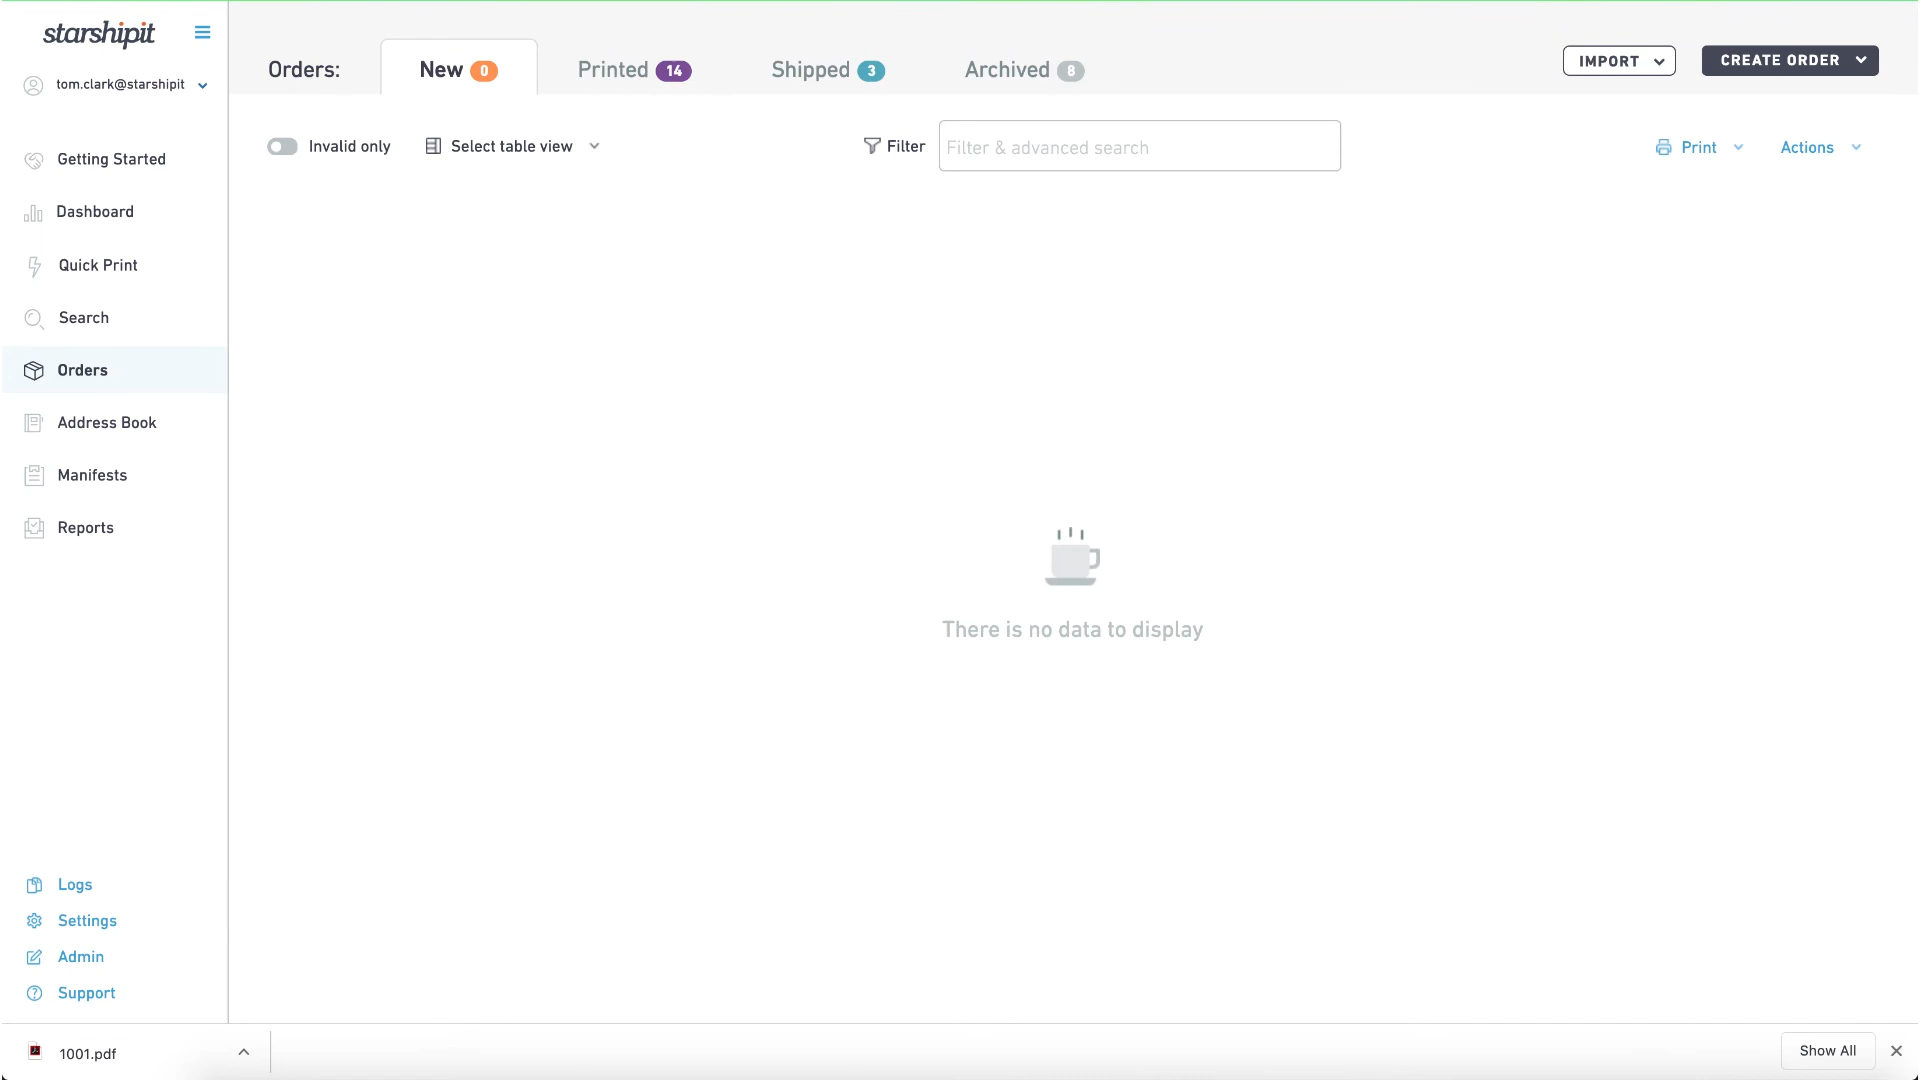 starshipit
tom.clark@starshipit
Getting Started
Dashboard
Quick Print
Search
Orders
Address Book
Manifests
Reports
Logs
Settings
Admin
Support
Orders:
New 0
Printed 14
Shipped 3
Archived 8
IMPORT
CREATE ORDER
Invalid only
Select table view
Filter
Filter & advanced search
Print
Actions
There is no data to display
1001.pdf
Show All